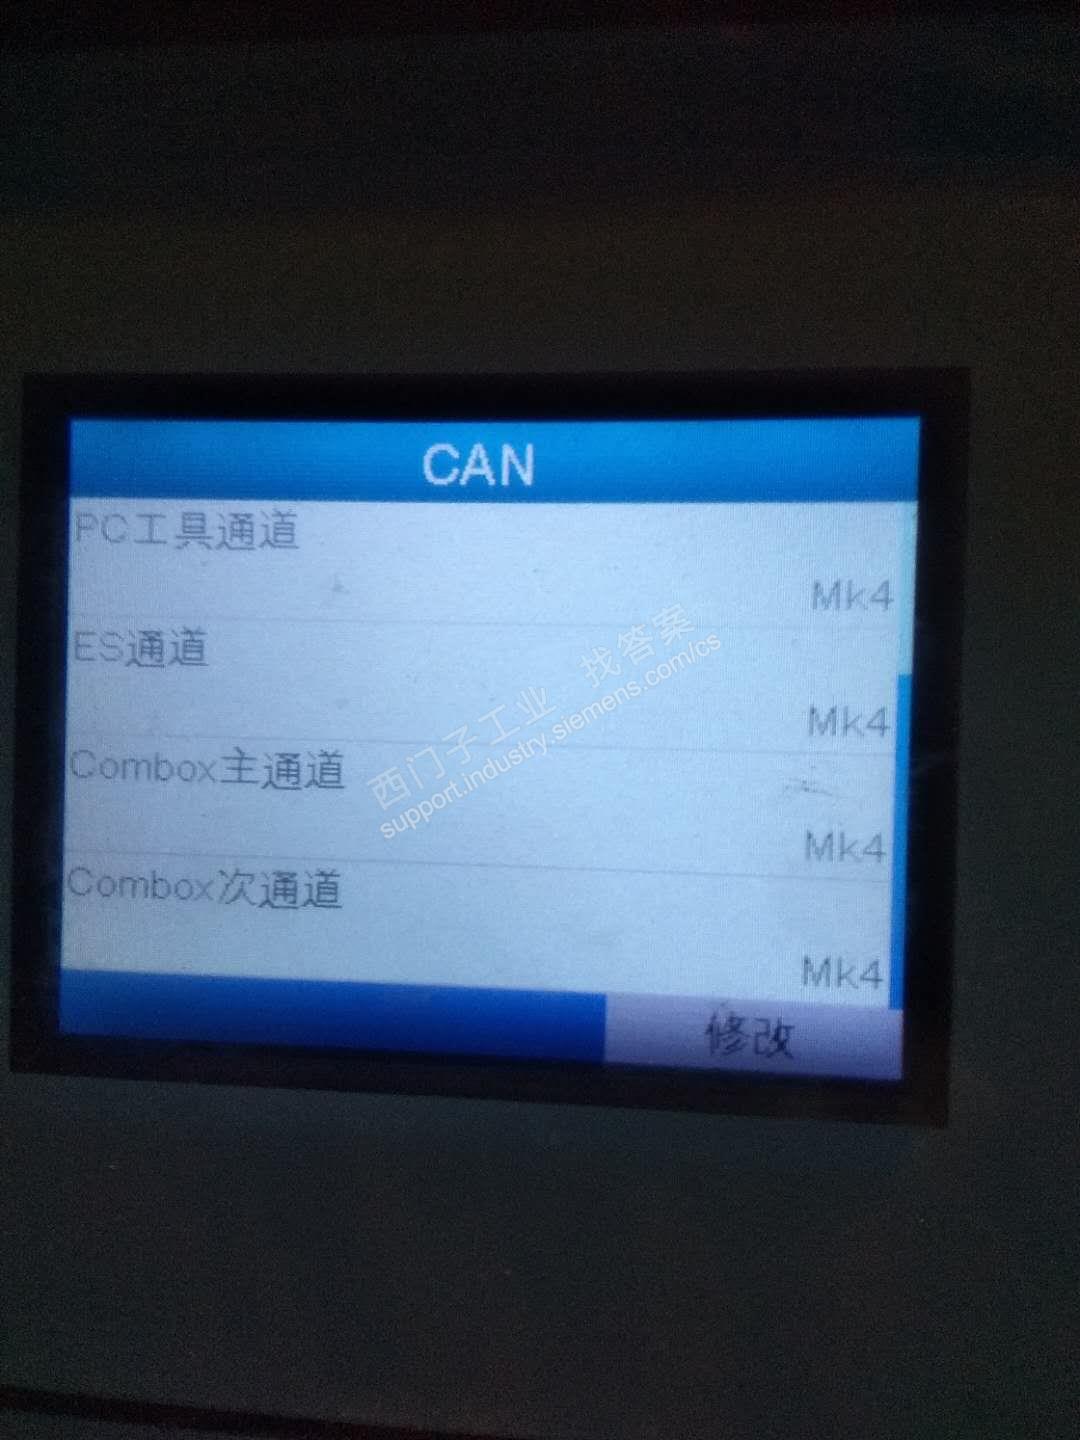 CAN
PC工具通道
Mk4
ES通道
Mk4
Combox主通道
Mk4
Combox次通道
Mk4
修改
西门子工业 找答案
support.industry.siemens.com/cs